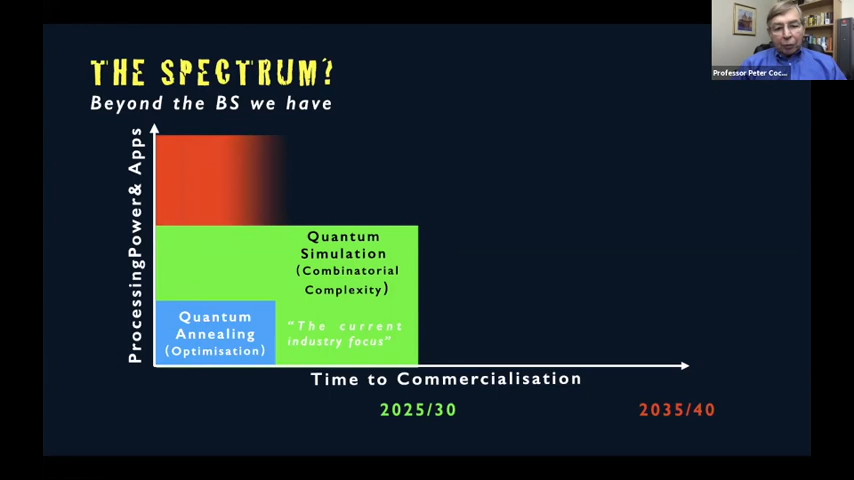 THE SPECTRUM?
Beyond the BS we have
Professor Peter Coc...
ProcessingPower& Apps
Quantum
Simulation
(Combinatorial
Complexity)
Quantum
Annealing
(Optimisation)
"The current
industry focus"
Time to Commercialisation
2025/30
2035/40